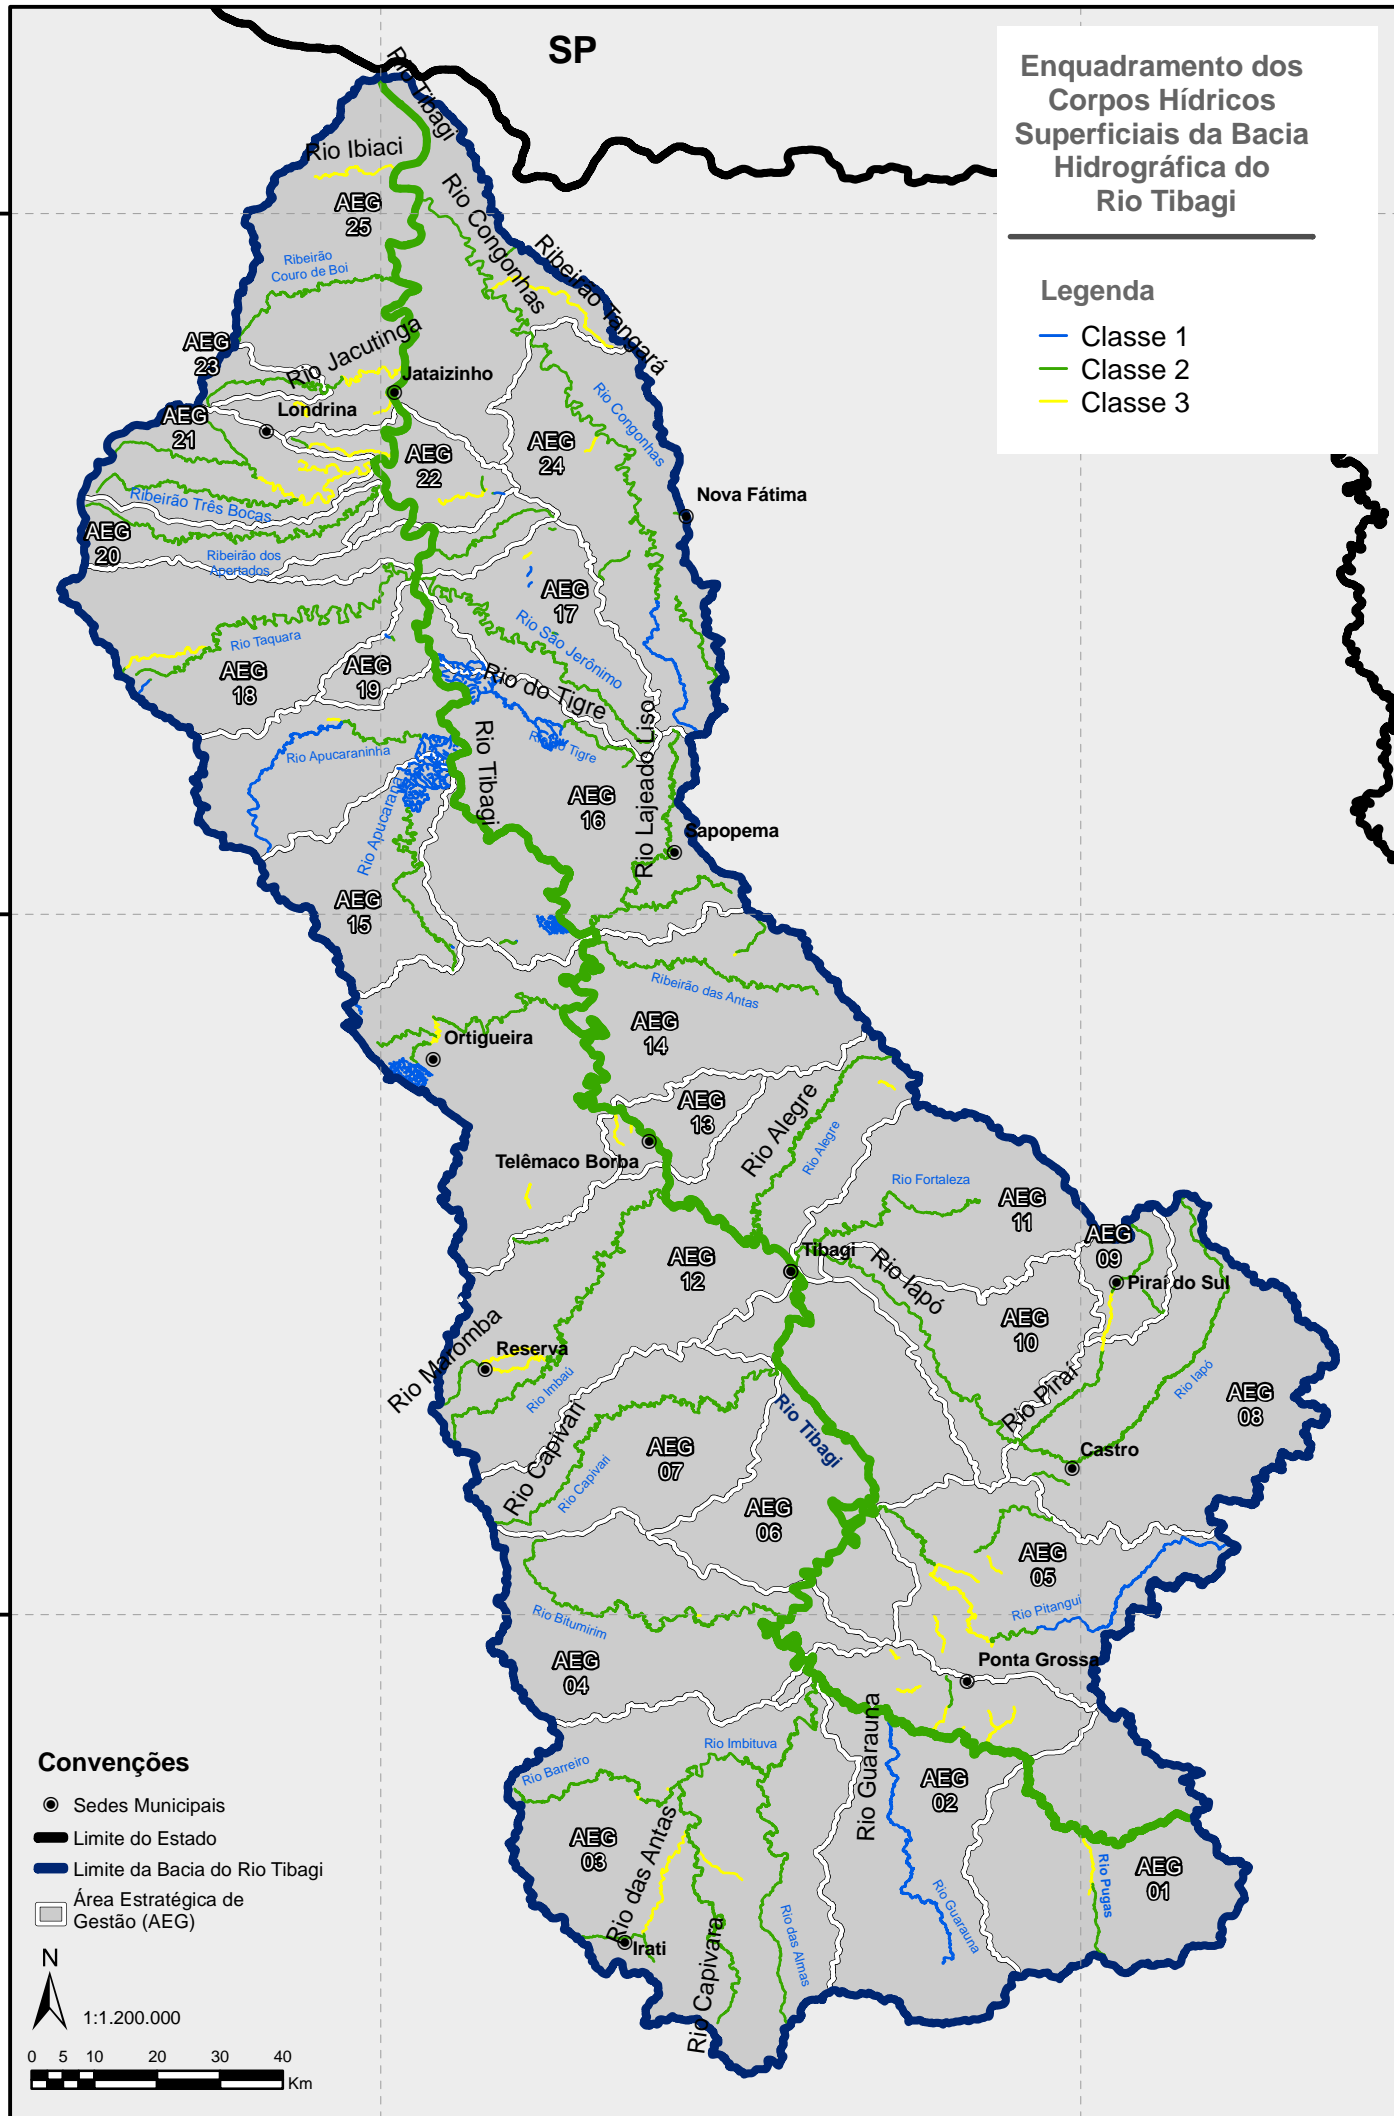 SP
Enquadramento dos
Corpos Hídricos
Superficiais da Bacia
Hidrográfica do
Rio Tibagi
Legenda
Classe 1
Classe 2
Classe 3
Rio Tibagi
Rio Ibiaci
AEG
25
Rio Congonhas
Ribeirão
Couro de Boi
Ribeirão Tangará
AEG
23
Rio Jacutinga
Jataizinho
Londrina
AEG
21
Rio Congonhas
AEG
22
AEG
24
Nova Fátima
Ribeirão Três Bocas
AEG
20
Ribeirão dos
Apertados
AEG
17
Rio São Jerônimo
Rio Taquara
AEG
18
AEG
19
Rio do Tigre
Rio do Tigre
Rio Apucaraninha
Rio Tibagi
Rio Lajeado Liso
AEG
16
Rio Apucarana
Sapopema
AEG
15
Ribeirão das Antas
AEG
14
Ortigueira
AEG
13
Rio Alegre
Rio Alegre
Telêmaco Borba
Rio Fortaleza
AEG
11
AEG
09
Tibagi
AEG
12
Rio Iapó
Piraí do Sul
AEG
10
Rio Maromba
Reserva
Rio Imbaú
Rio Piraí
Rio Iapó
AEG
08
Rio Capivari
Rio Capivari
Rio Tibagi
AEG
07
Castro
AEG
06
AEG
05
Rio Bitumirim
Rio Pitangui
AEG
04
Ponta Grossa
Rio Guarauna
Rio Imbituva
Rio Barreiro
AEG
02
AEG
03
Rio das Antas
Rio Pugas
AEG
01
Rio Guarauna
Rio das Almas
Irati
Rio Capivara
Convenções
Sedes Municipais
Limite do Estado
Limite da Bacia do Rio Tibagi
Área Estratégica de
Gestão (AEG)
N
1:1.200.000
0 5 10 20 30 40
Km